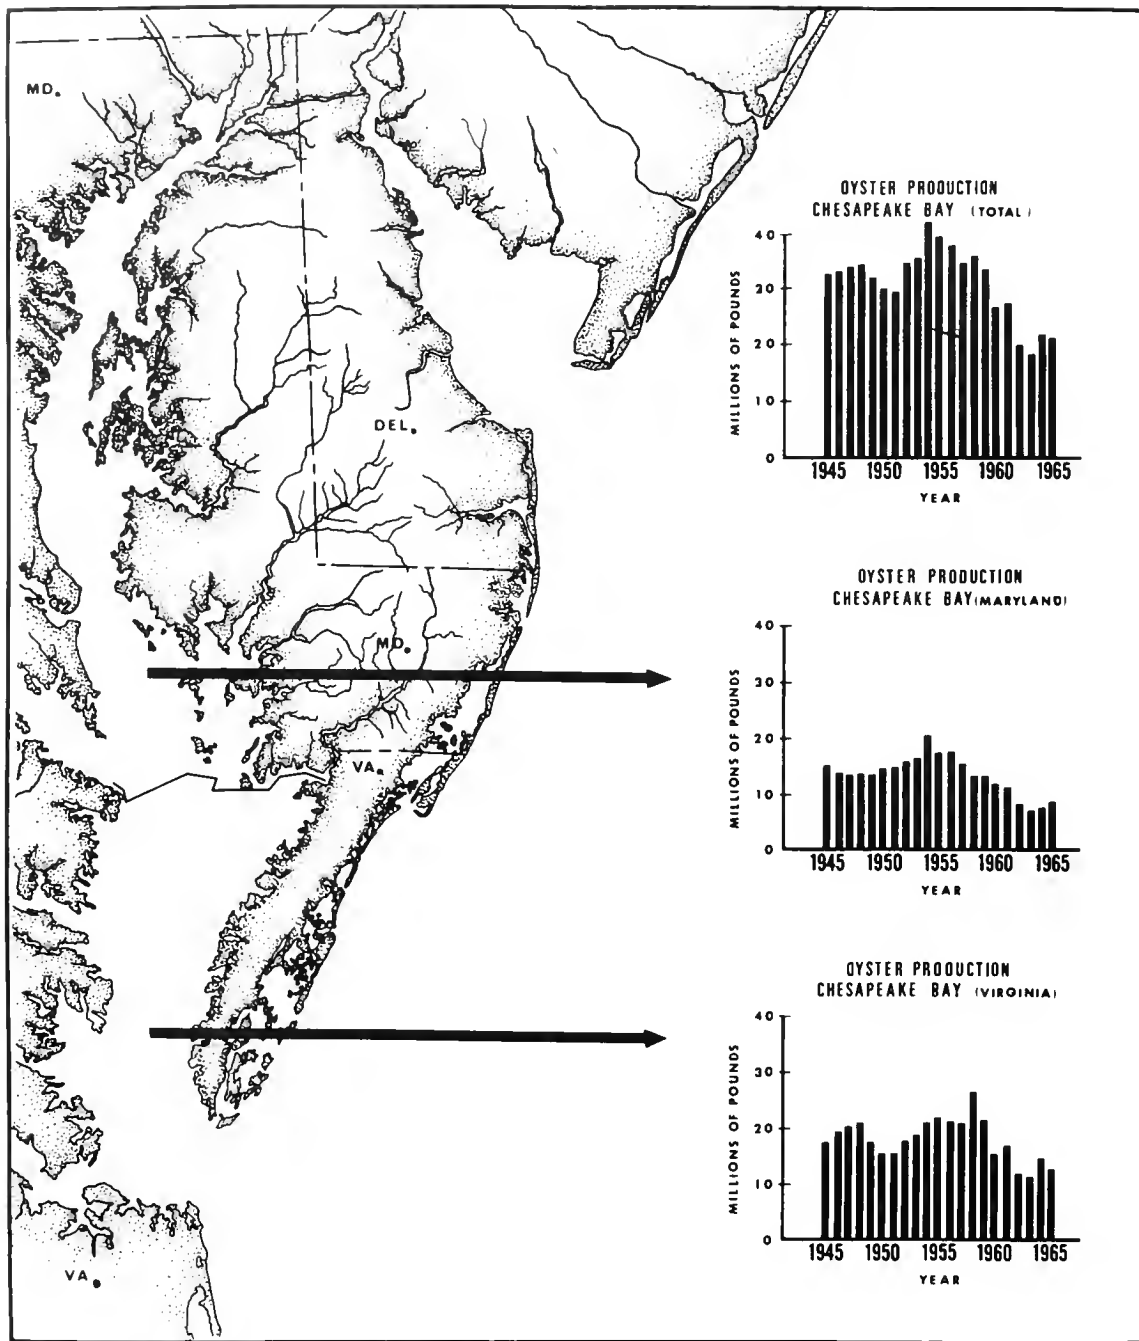 MD.
DEL.
MD.
VA.
VA.
OYSTER PRODUCTION
CHESAPEAKE BAY (TOTAL)
MILLIONS OF POUNDS
40
30
20
10
0
1945 1950 1955 1960 1965
YEAR
OYSTER PRODUCTION
CHESAPEAKE BAY (MARYLAND)
MILLIONS OF POUNDS
40
30
20
10
0
1945 1950 1955 1960 1965
YEAR
OYSTER PRODUCTION
CHESAPEAKE BAY (VIRGINIA)
MILLIONS OF POUNDS
40
30
20
10
0
1945 1950 1955 1960 1965
YEAR